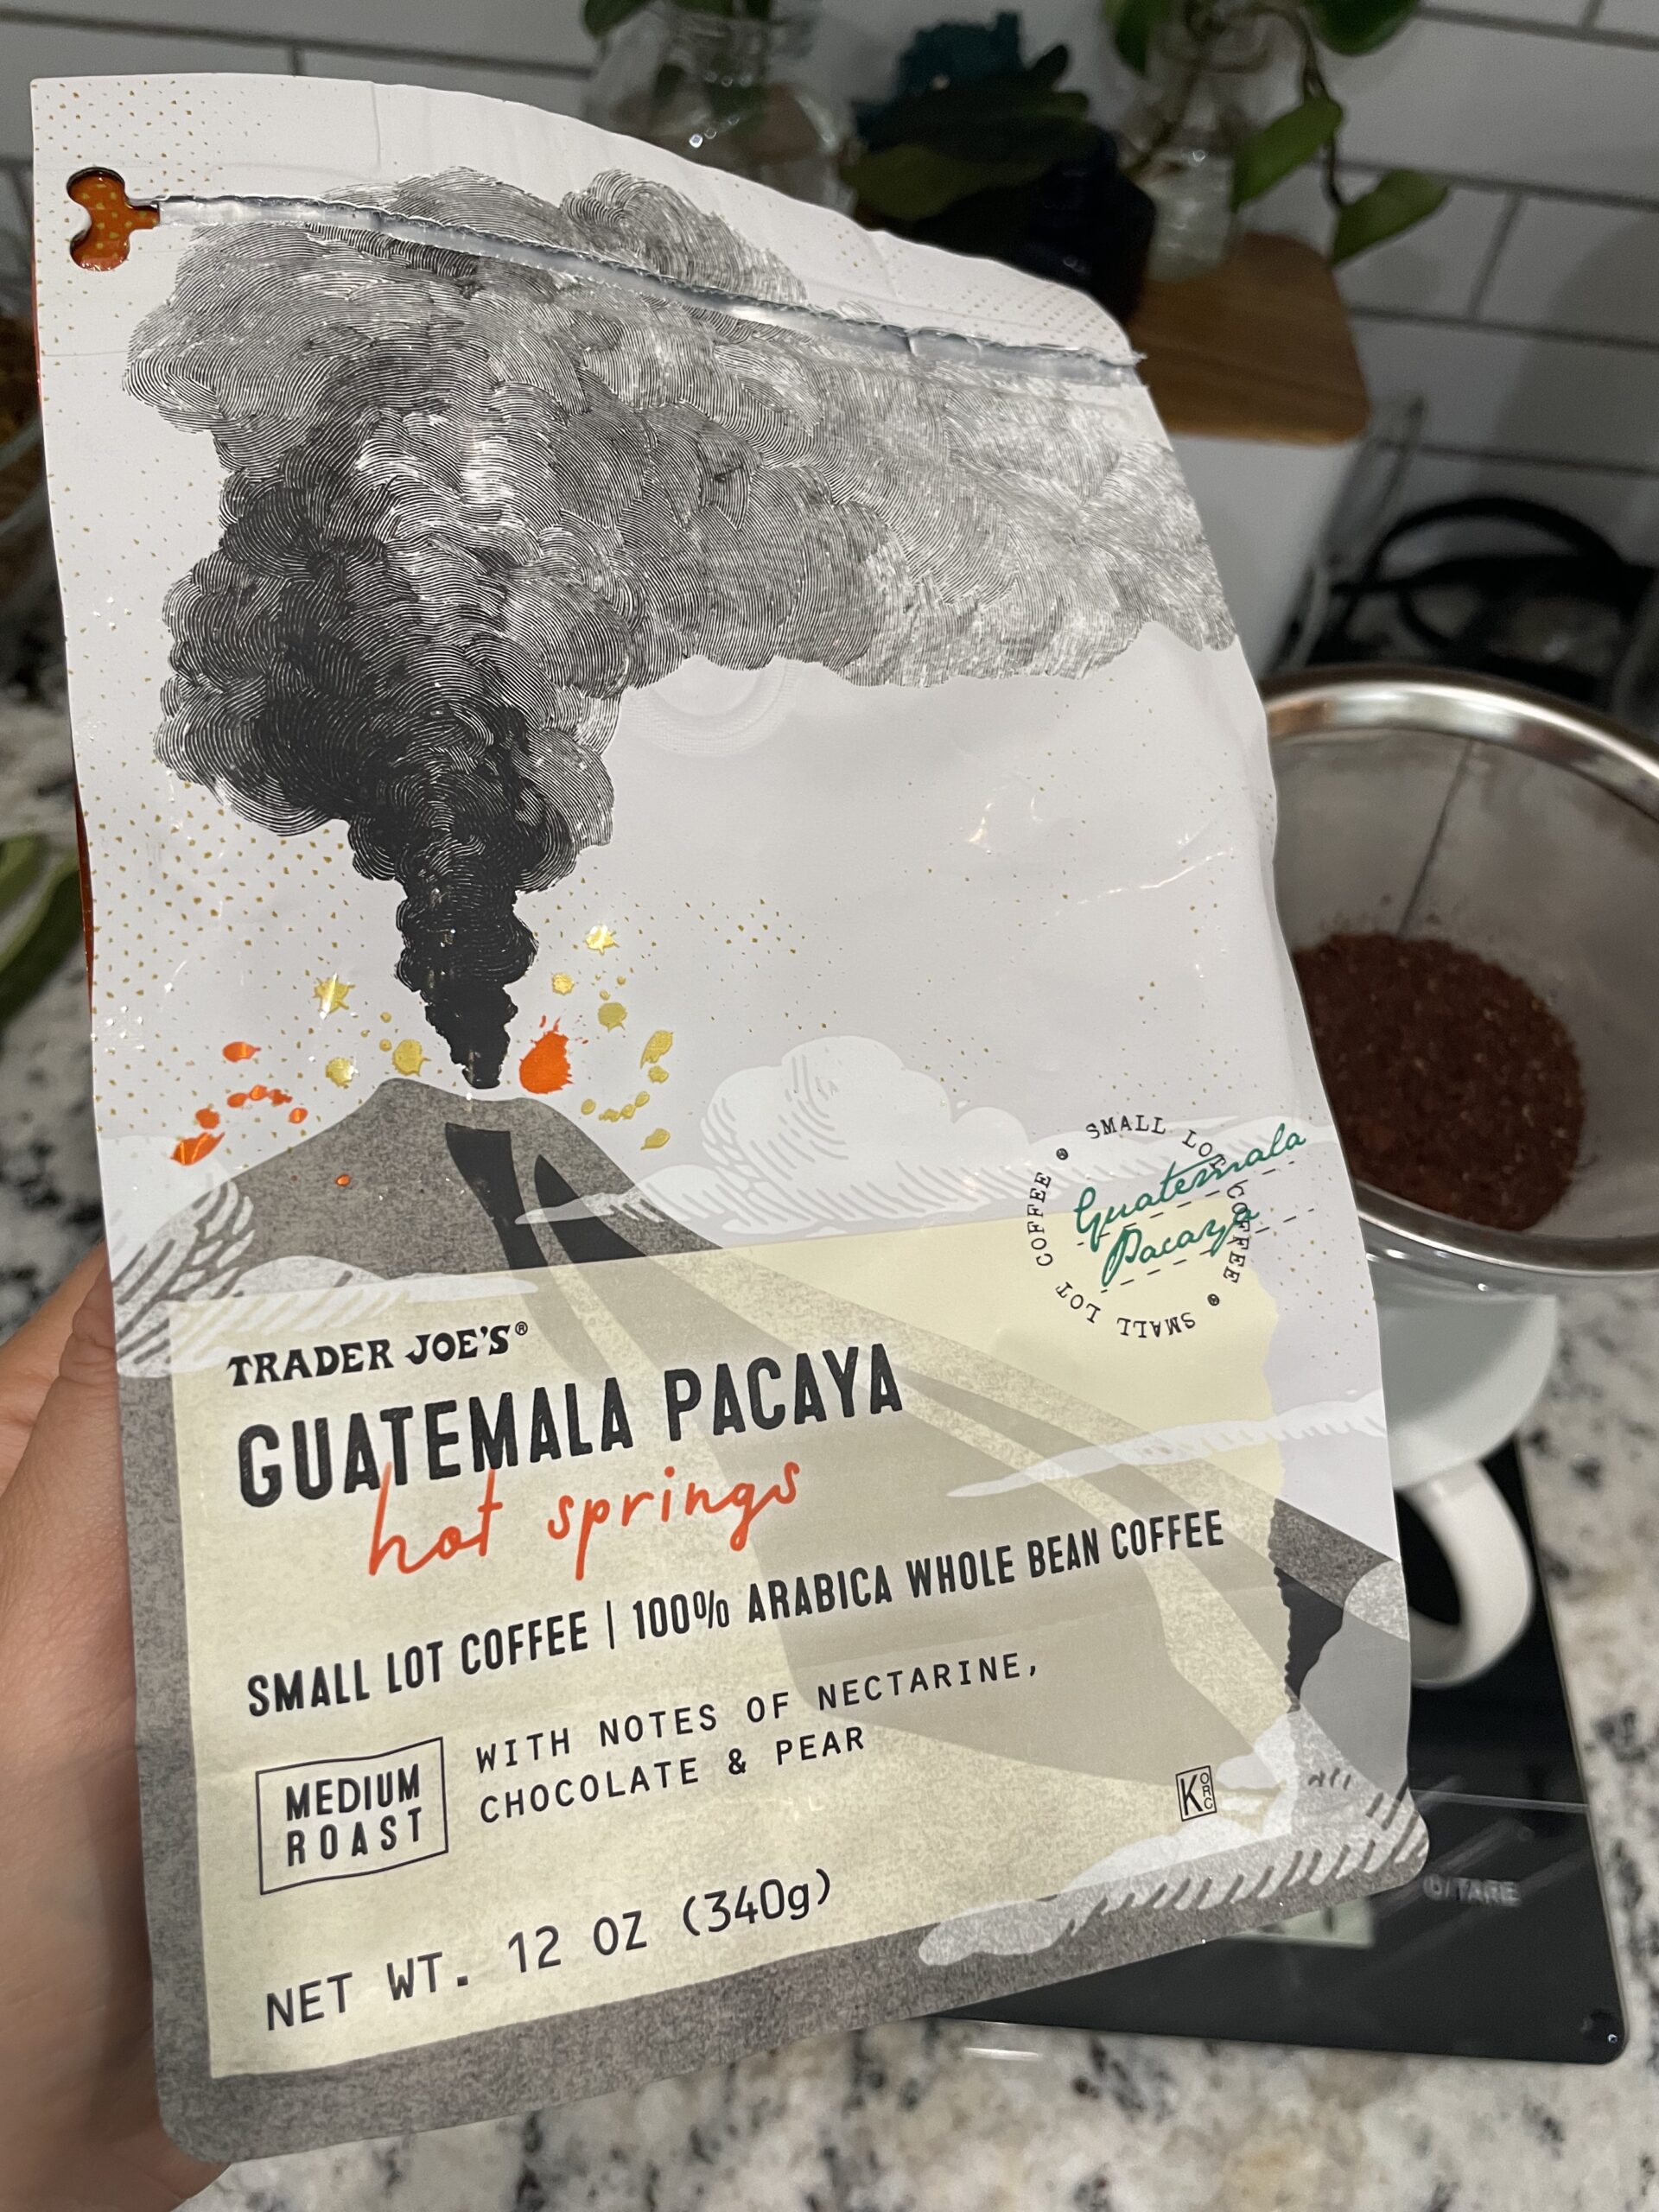 SMALL LOT COFFEE • SMALL LOT COFFEE •
Guatemala
Pacaya
TRADER JOE'S®
GUATEMALA PACAYA
hot springs
SMALL LOT COFFEE | 100% ARABICA WHOLE BEAN COFFEE
MEDIUM
ROAST
WITH NOTES OF NECTARINE,
CHOCOLATE & PEAR
K ORC
NET WT. 12 OZ (340g)
/TARE